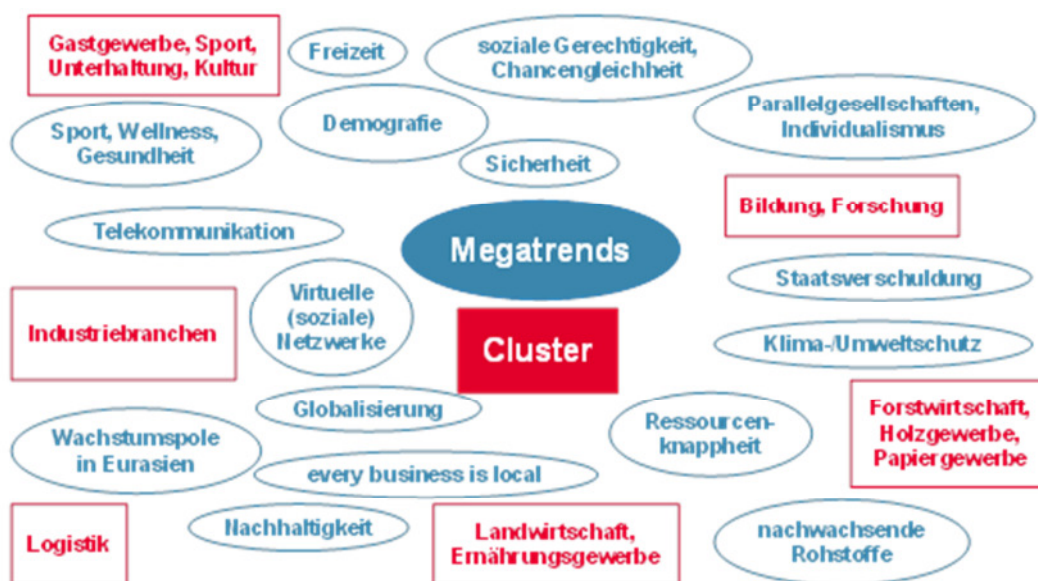 Gastgewerbe, Sport,
Unterhaltung, Kultur
Freizeit
soziale Gerechtigkeit,
Chancengleichheit
Sport, Wellness,
Gesundheit
Demografie
Parallelgesellschaften,
Individualismus
Sicherheit
Bildung, Forschung
Telekommunikation
Megatrends
Staatsverschuldung
Virtuelle
(soziale)
Netzwerke
Industriebranchen
Cluster
Klima-/Umweltschutz
Globalisierung
Ressourcen-
knappheit
Forstwirtschaft,
Holzgewerbe,
Papiergewerbe
Wachstumspole
in Eurasien
every business is local
Logistik
Nachhaltigkeit
Landwirtschaft,
Ernährungsgewerbe
nachwachsende
Rohstoffe